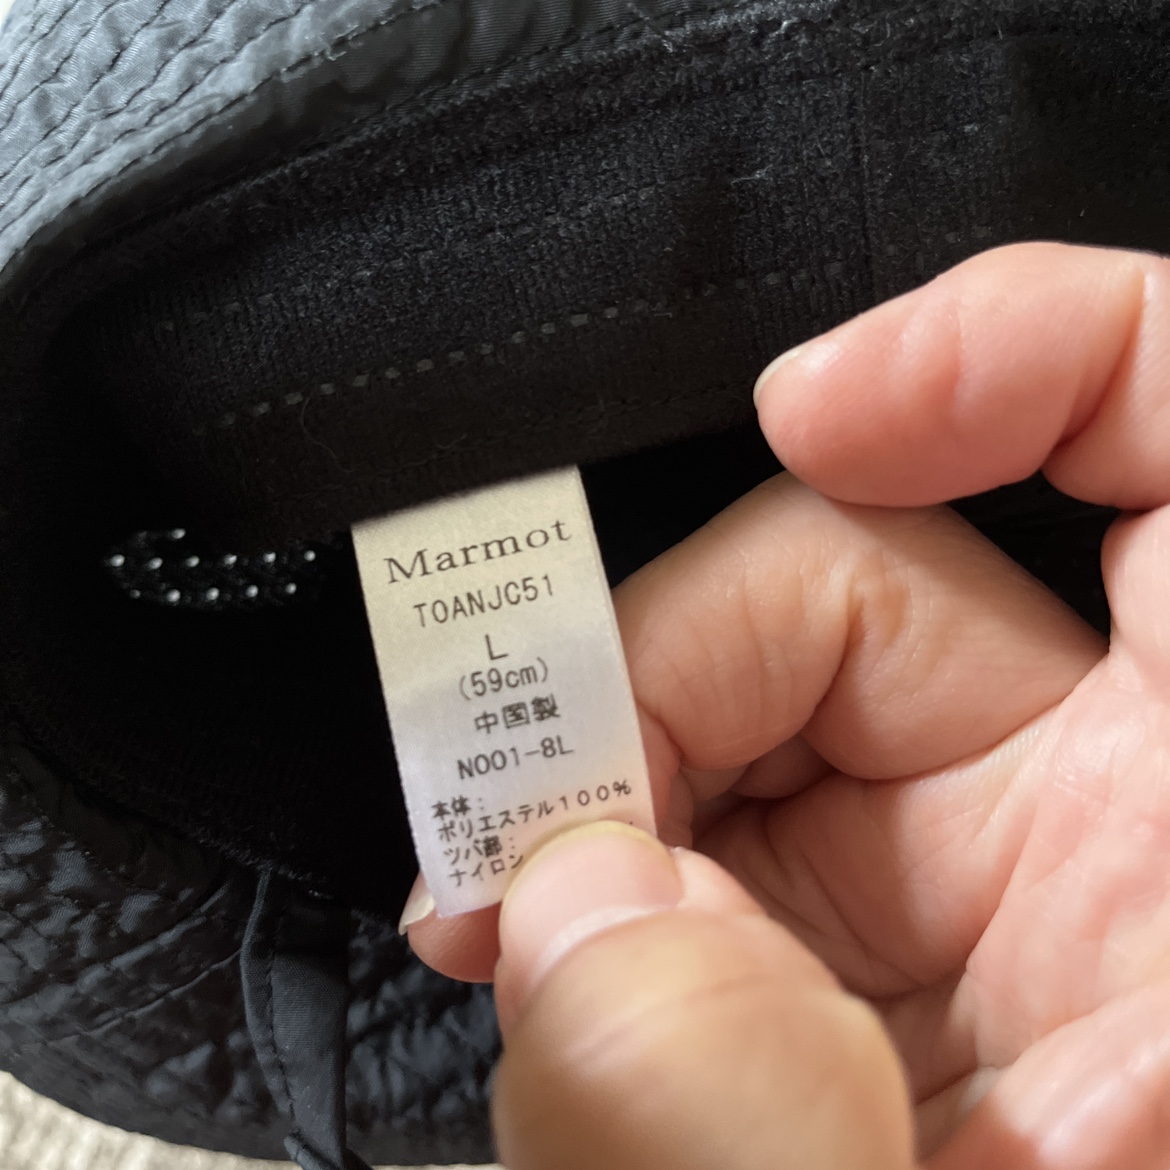 Marmot
TOANJC51
L
(59cm)
中国製
N001-8L
本体:
ポリエステル100%
ツバ部:
ナイロン